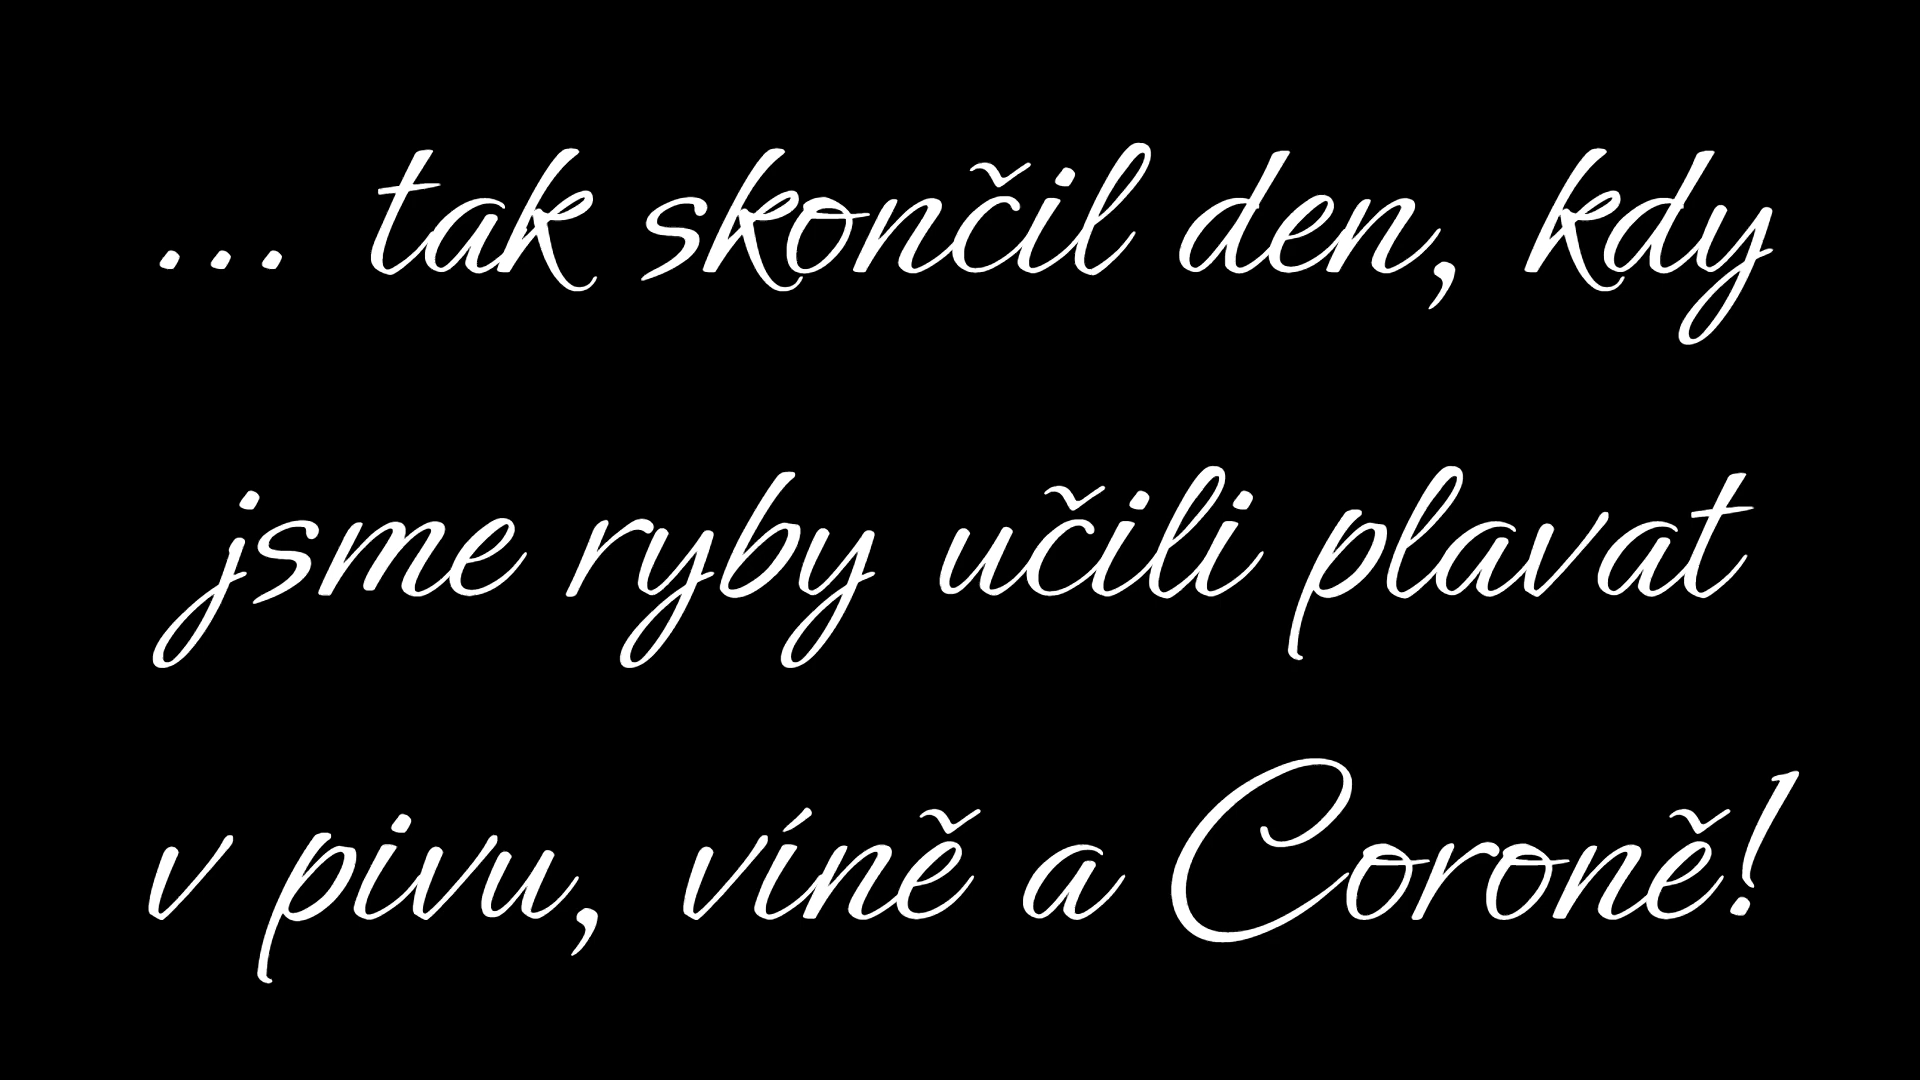 ... tak skončil den, kdy
jsme ryby učili plavat
v pivu, víně a Coroně!